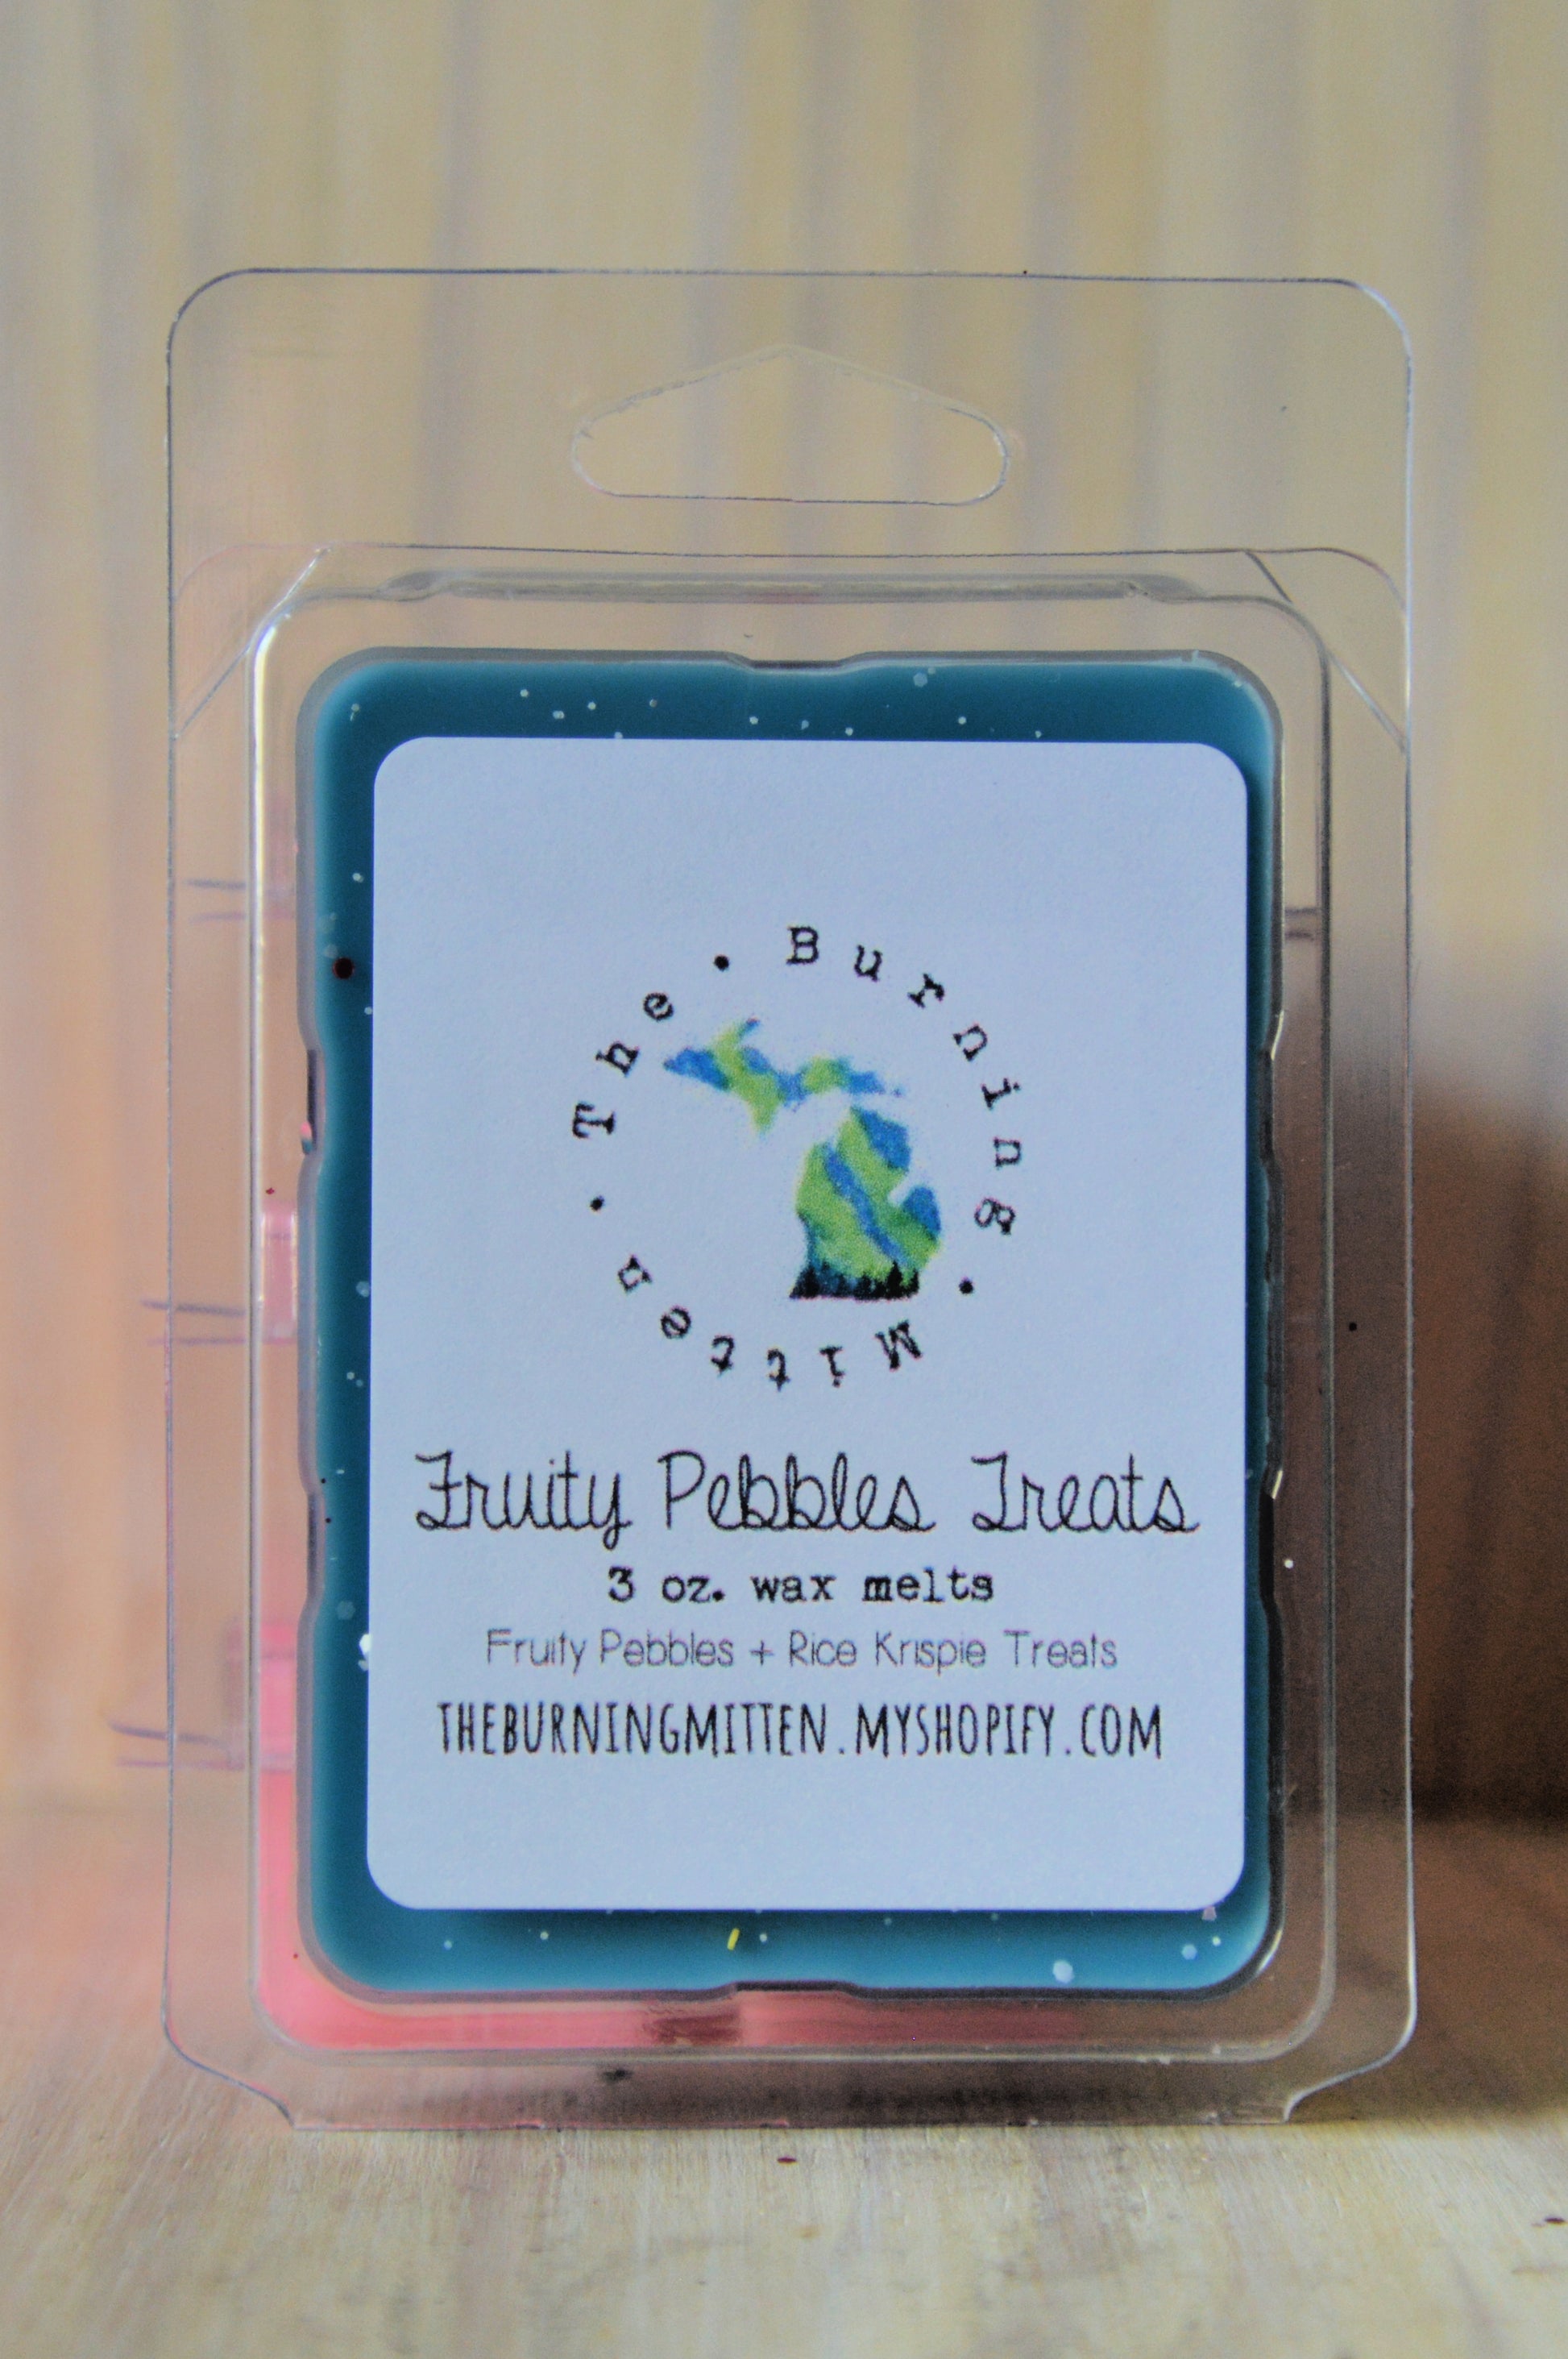 The • Burning • Mitten •
Fruity Pebbles Treats
3 oz. wax melts
Fruity Pebbles + Rice Krispie Treats
THEBURNINGMITTEN.MYSHOPIFY.COM